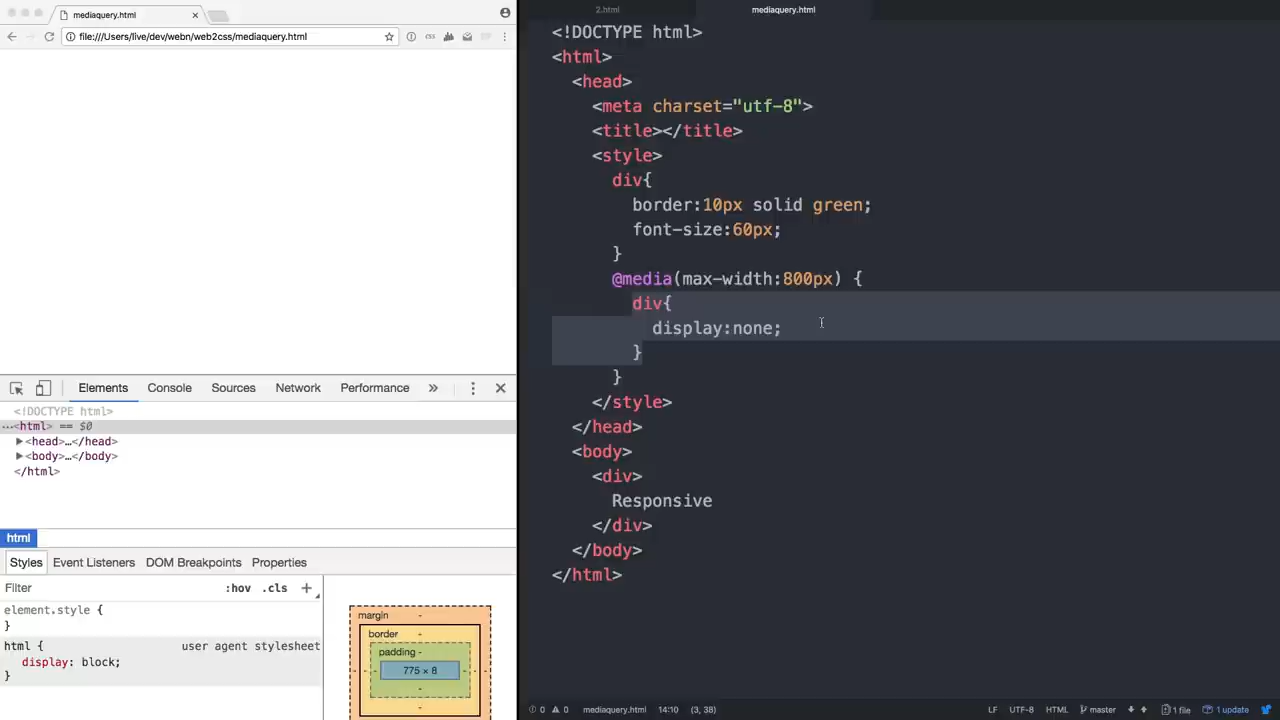 mediaquery.html
file:///Users/live/dev/webn/web2css/mediaquery.html
css
Elements Console Sources Network Performance »
<!DOCTYPE html>
…<html> == $0
<head>…</head>
<body>…</body>
</html>
html
Styles Event Listeners DOM Breakpoints Properties
Filter :hov .cls +
element.style {
}
html { user agent stylesheet
display: block;
}
margin -
border -
padding -
- - - 775 × 8 - - -
-
-
2.html mediaquery.html
<!DOCTYPE html>
<html>
<head>
<meta charset="utf-8">
<title></title>
<style>
div{
border:10px solid green;
font-size:60px;
}
@media(max-width:800px) {
div{
display:none;
}
}
</style>
</head>
<body>
<div>
Responsive
</div>
</body>
</html>
0 0 mediaquery.html 14:10 (3, 38) LF UTF-8 HTML master 1 file 1 update